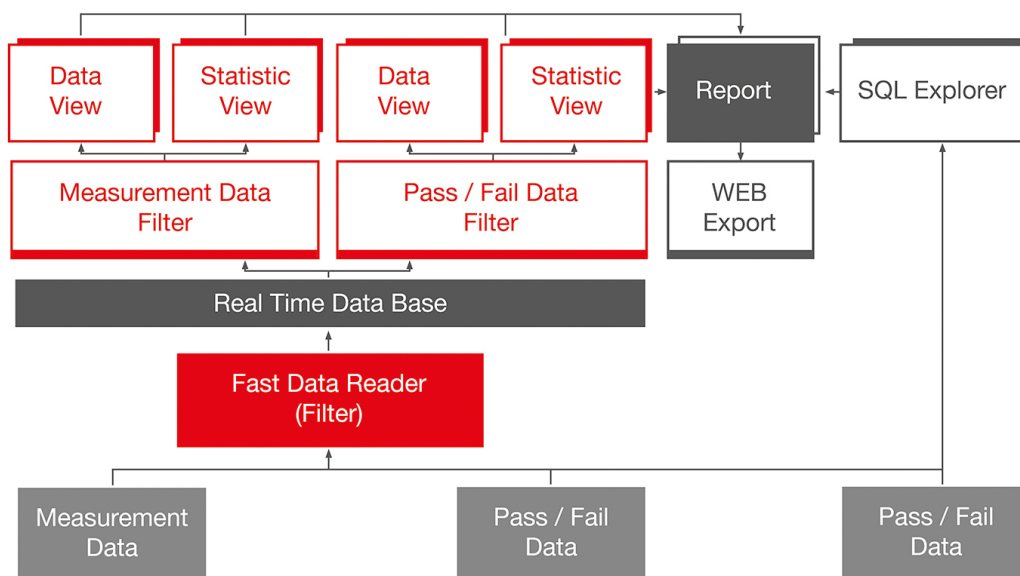 Data
View
Statistic
View
Data
View
Statistic
View
Report
SQL Explorer
Measurement Data
Filter
Pass / Fail Data
Filter
WEB
Export
Real Time Data Base
Fast Data Reader
(Filter)
Measurement
Data
Pass / Fail
Data
Pass / Fail
Data